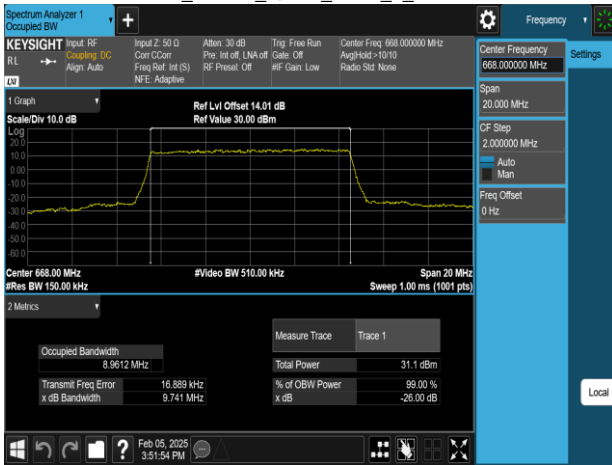 Spectrum Analyzer 1
Occupied BW
Frequency
KEYSIGHT
RL
LXI
Input: RF
Coupling: DC
Align: Auto
Input Z: 50 Ω
Corr CCorr
Freq Ref: Int (S)
NFE: Adaptive
Atten: 30 dB
Pre: Int off, LNA off
RF Presel: Off
Trig: Free Run
Gate: Off
#IF Gain: Low
Center Freq: 668.000000 MHz
Avg|Hold:>10/10
Radio Std: None
Center Frequency
668.000000 MHz
Settings
Span
20.000 MHz
CF Step
2.000000 MHz
Auto
Man
Freq Offset
0 Hz
Local
1 Graph
Scale/Div 10.0 dB
Ref Lvl Offset 14.01 dB
Ref Value 30.00 dBm
Log
20.0
10.0
0.00
-10.0
-20.0
-30.0
-40.0
-50.0
-60.0
Center 668.00 MHz
#Video BW 510.00 kHz
Span 20 MHz
#Res BW 150.00 kHz
Sweep 1.00 ms (1001 pts)
2 Metrics
Measure Trace
Trace 1
Occupied Bandwidth
8.9612 MHz
Total Power
31.1 dBm
Transmit Freq Error
16.889 kHz
% of OBW Power
99.00 %
x dB Bandwidth
9.741 MHz
x dB
-26.00 dB
?
Feb 05, 2025
3:51:54 PM